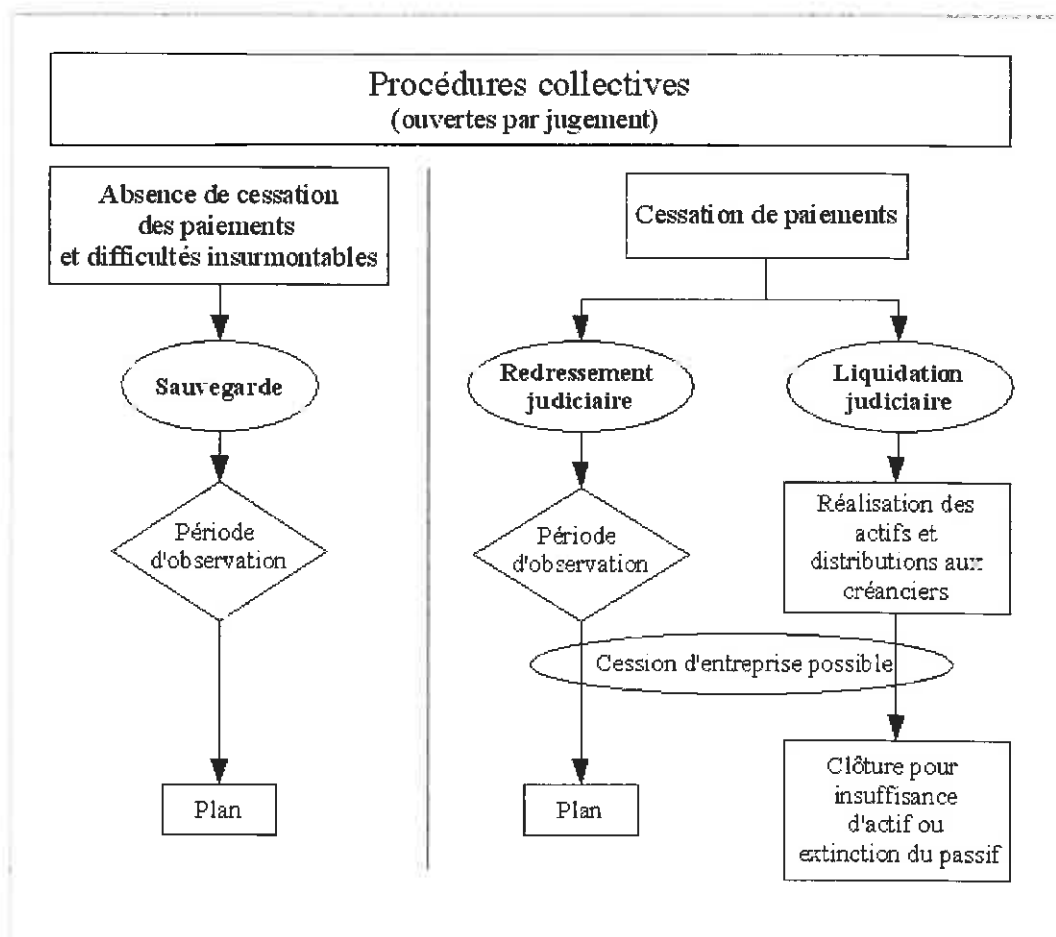 Procédures collectives
(ouvertes par jugement)
Absence de cessation
des paiements
et difficultés insurmontables
Sauvegarde
Période
d'observation
Plan
Cessation de paiements
Redressement
judiciaire
Période
d'observation
Plan
Liquidation
judiciaire
Réalisation des
actifs et
distributions aux
créanciers
Cession d'entreprise possible
Clôture pour
insuffisance
d'actif ou
extinction du passif